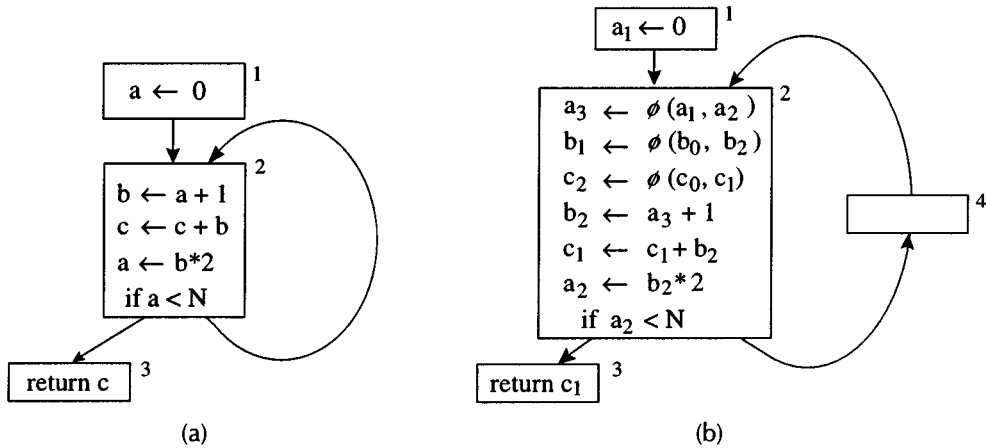 1
a ← 0
2
b ← a + 1
c ← c + b
a ← b*2
if a < N
3
return c
(a)
1
a₁ ← 0
2
a₃ ← ϕ(a₁, a₂)
b₁ ← ϕ(b₀, b₂)
c₂ ← ϕ(c₀, c₁)
b₂ ← a₃ + 1
c₁ ← c₁ + b₂
a₂ ← b₂* 2
if a₂ < N
4
3
return c₁
(b)